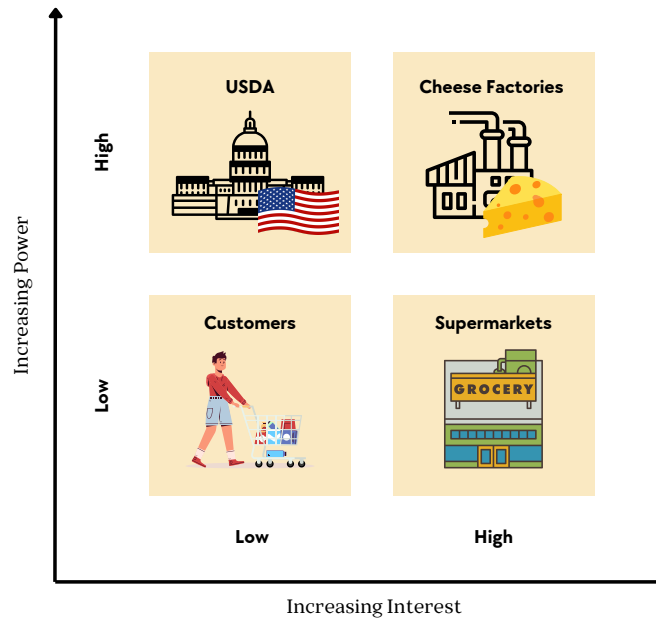 USDA
Cheese Factories
High
Increasing Power
Customers
Supermarkets
GROCERY
Low
Low
High
Increasing Interest